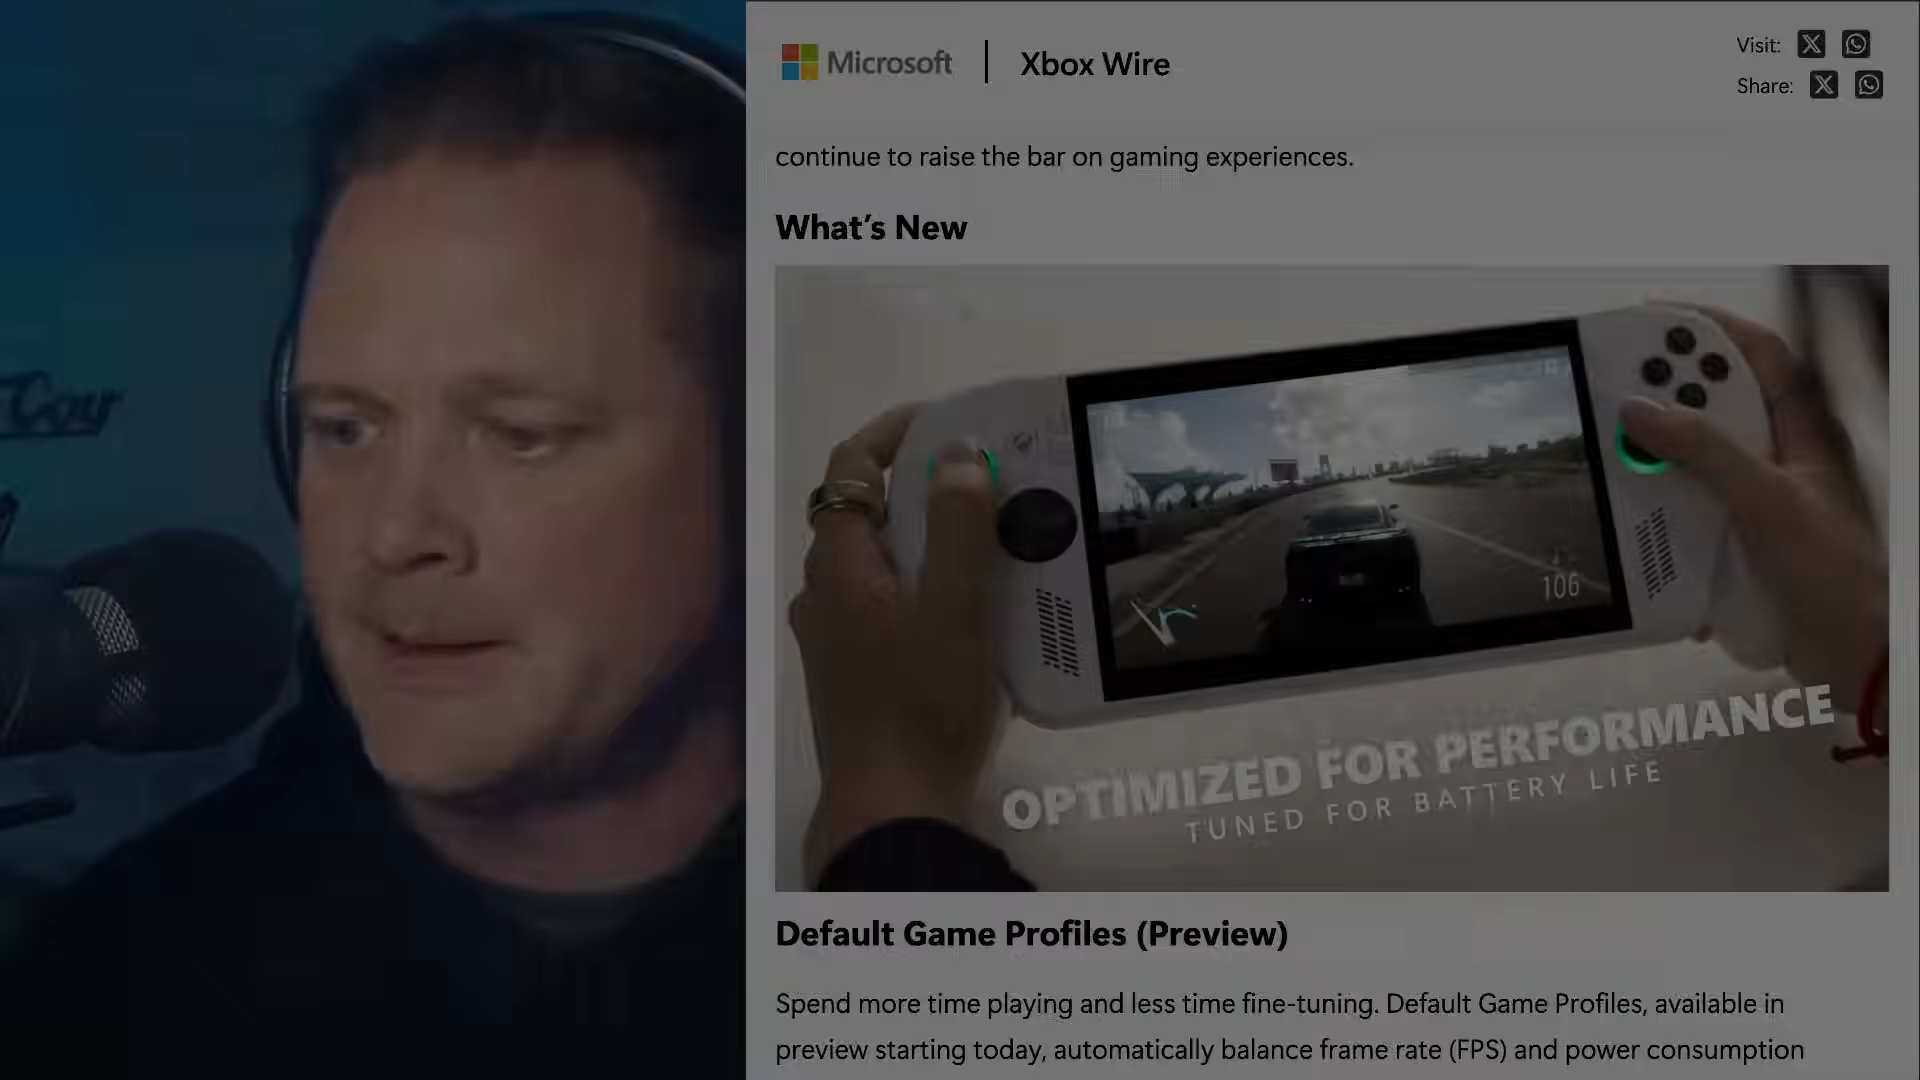 Microsoft | Xbox Wire
Visit:
Share:
continue to raise the bar on gaming experiences.
What's New
106
OPTIMIZED FOR PERFORMANCE
TUNED FOR BATTERY LIFE
Default Game Profiles (Preview)
Spend more time playing and less time fine-tuning. Default Game Profiles, available in
preview starting today, automatically balance frame rate (FPS) and power consumption